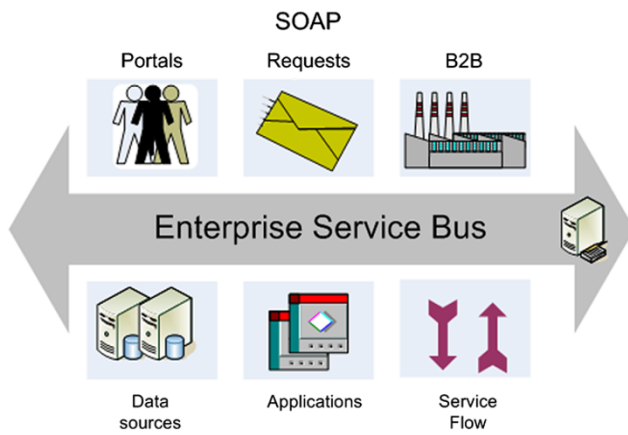 SOAP
Portals
Requests
B2B
Enterprise Service Bus
Data
sources
Applications
Service
Flow